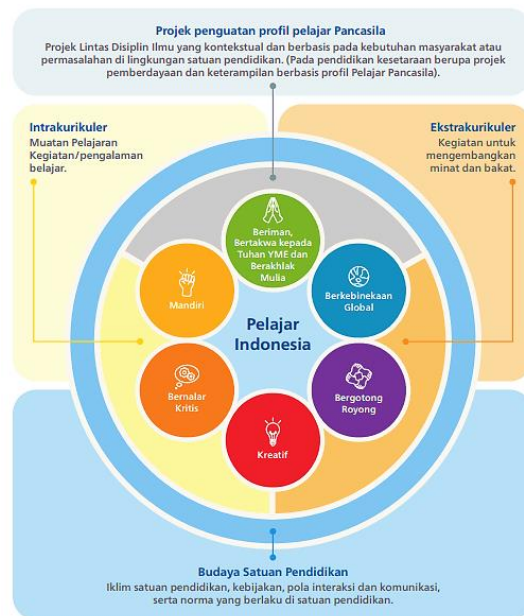 Projek penguatan profil pelajar Pancasila
Projek Lintas Disiplin Ilmu yang kontekstual dan berbasis pada kebutuhan masyarakat atau
permasalahan di lingkungan satuan pendidikan. (Pada pendidikan kesetaraan berupa projek
pemberdayaan dan keterampilan berbasis profil Pelajar Pancasila).
Intrakurikuler
Muatan Pelajaran
Kegiatan/pengalaman
belajar.
Ekstrakurikuler
Kegiatan untuk
mengembangkan
minat dan bakat.
Beriman,
Bertakwa kepada
Tuhan YME dan
Berakhlak
Mulia
Mandiri
Berkebinekaan
Global
Pelajar
Indonesia
Bernalar
Kritis
Bergotong
Royong
Kreatif
Budaya Satuan Pendidikan
Iklim satuan pendidikan, kebijakan, pola interaksi dan komunikasi,
serta norma yang berlaku di satuan pendidikan.